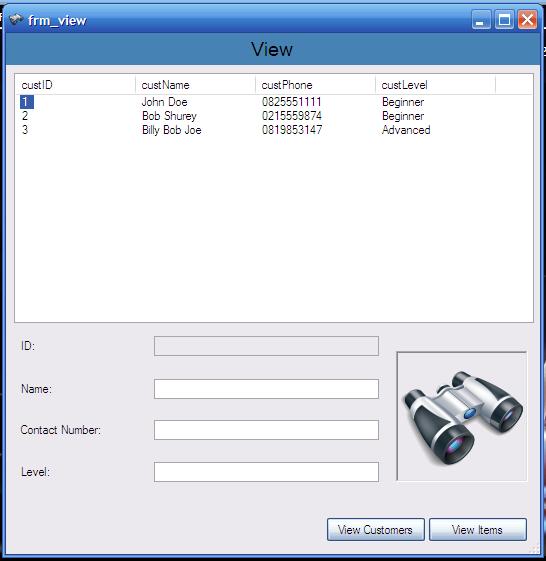 frm_view
View
custID custName custPhone custLevel
1 John Doe 0825551111 Beginner
2 Bob Shurey 0215559874 Beginner
3 Billy Bob Joe 0819853147 Advanced
ID:
Name:
Contact Number:
Level:
View Customers View Items